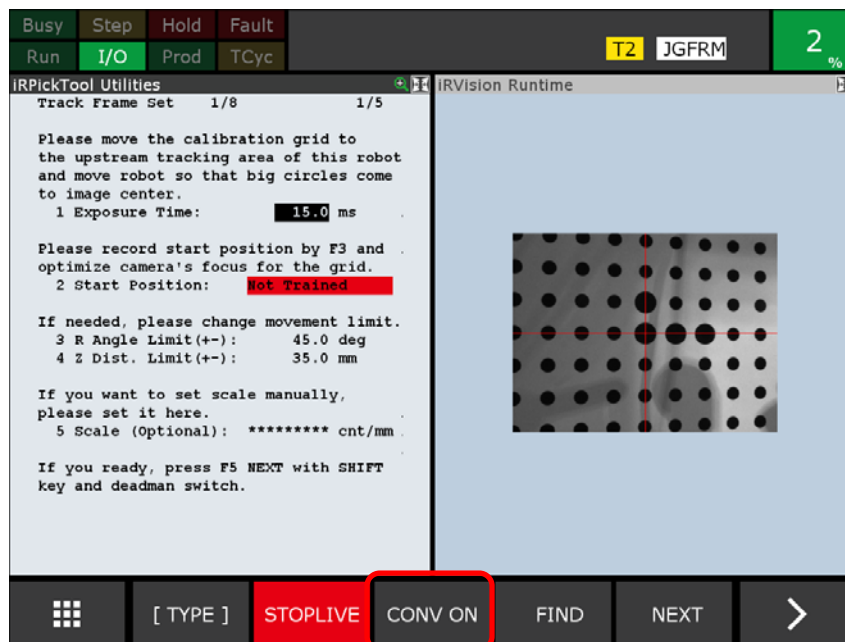 Busy Step Hold Fault
Run I/O Prod TCyc
T2 JGFRM
2 %
iRPickTool Utilities
Track Frame Set 1/8 1/5
Please move the calibration grid to
the upstream tracking area of this robot
and move robot so that big circles come
to image center.
1 Exposure Time: 15.0 ms
Please record start position by F3 and
optimize camera's focus for the grid.
2 Start Position: Not Trained
If needed, please change movement limit.
3 R Angle Limit(+-): 45.0 deg
4 Z Dist. Limit(+-): 35.0 mm
If you want to set scale manually,
please set it here.
5 Scale (Optional): ********* cnt/mm
If you ready, press F5 NEXT with SHIFT
key and deadman switch.
iRVision Runtime
[ TYPE ] STOPLIVE CONV ON FIND NEXT >